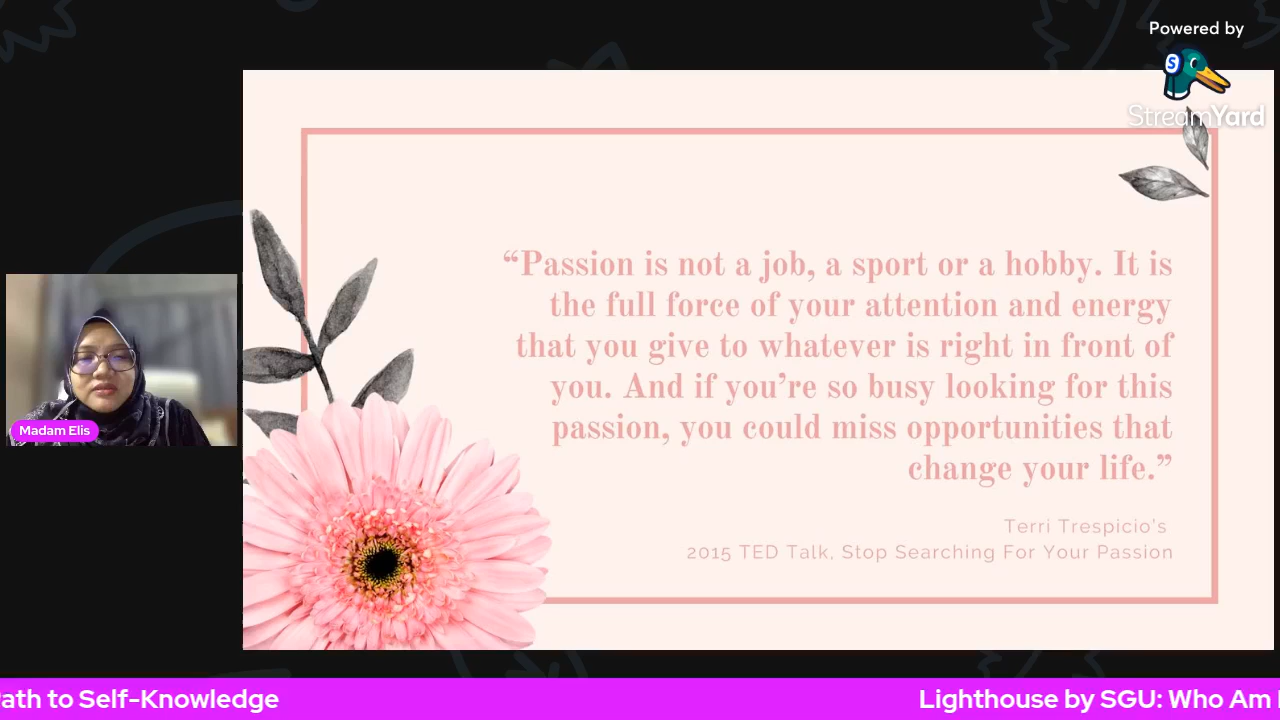 Powered by
StreamYard
“Passion is not a job, a sport or a hobby. It is
the full force of your attention and energy
that you give to whatever is right in front of
you. And if you’re so busy looking for this
passion, you could miss opportunities that
change your life.”
Terri Trespicio’s
2015 TED Talk, Stop Searching For Your Passion
Madam Elis
ath to Self-Knowledge
Lighthouse by SGU: Who Am